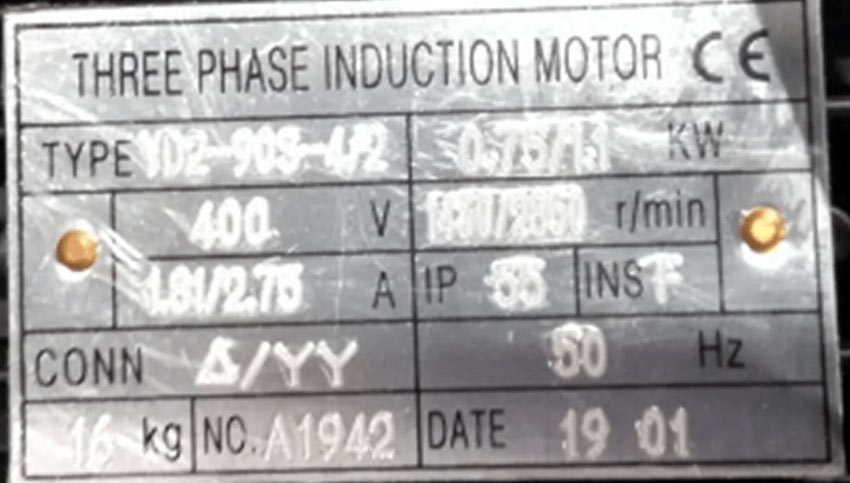 THREE PHASE INDUCTION MOTOR CE
TYPE YD2-90S-4/2 0.75/1.1 KW
400 V r/min
1.81/2.75 A IP 55 INS F
CONN Δ/YY 50 Hz
16 kg NO. A1942 DATE 19 01